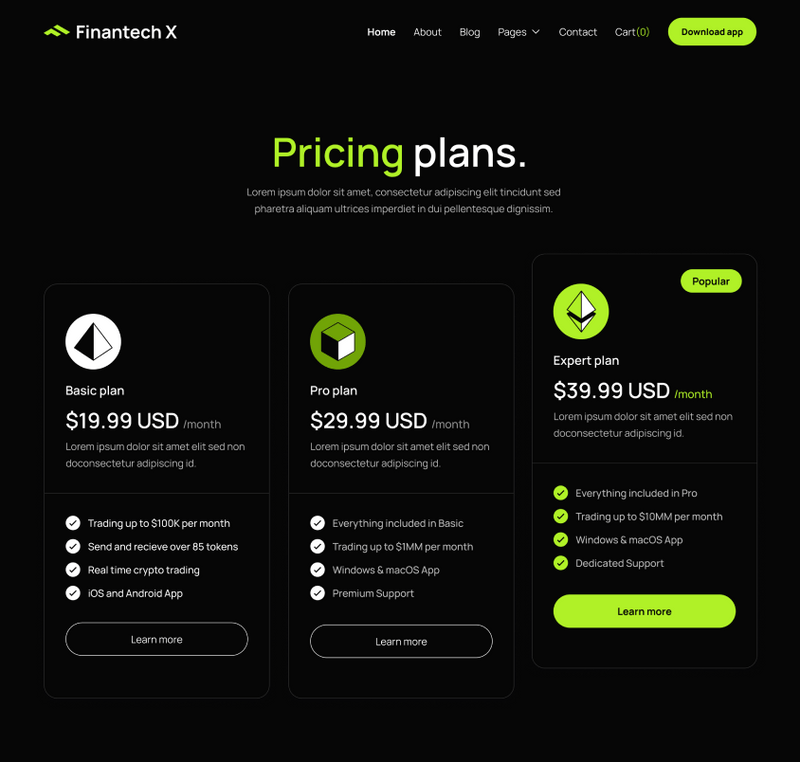 Finantech X
Home About Blog Pages Contact Cart(0) Download app
Pricing plans.
Lorem ipsum dolor sit amet, consectetur adipiscing elit tincidunt sed
pharetra aliquam ultrices imperdiet in dui pellentesque dignissim.
Basic plan
$19.99 USD /month
Lorem ipsum dolor sit amet elit sed non
doconsectetur adipiscing id.
Trading up to $100K per month
Send and recieve over 85 tokens
Real time crypto trading
iOS and Android App
Learn more
Pro plan
$29.99 USD /month
Lorem ipsum dolor sit amet elit sed non
doconsectetur adipiscing id.
Everything included in Basic
Trading up to $1MM per month
Windows & macOS App
Premium Support
Learn more
Popular
Expert plan
$39.99 USD /month
Lorem ipsum dolor sit amet elit sed non
doconsectetur adipiscing id.
Everything included in Pro
Trading up to $10MM per month
Windows & macOS App
Dedicated Support
Learn more